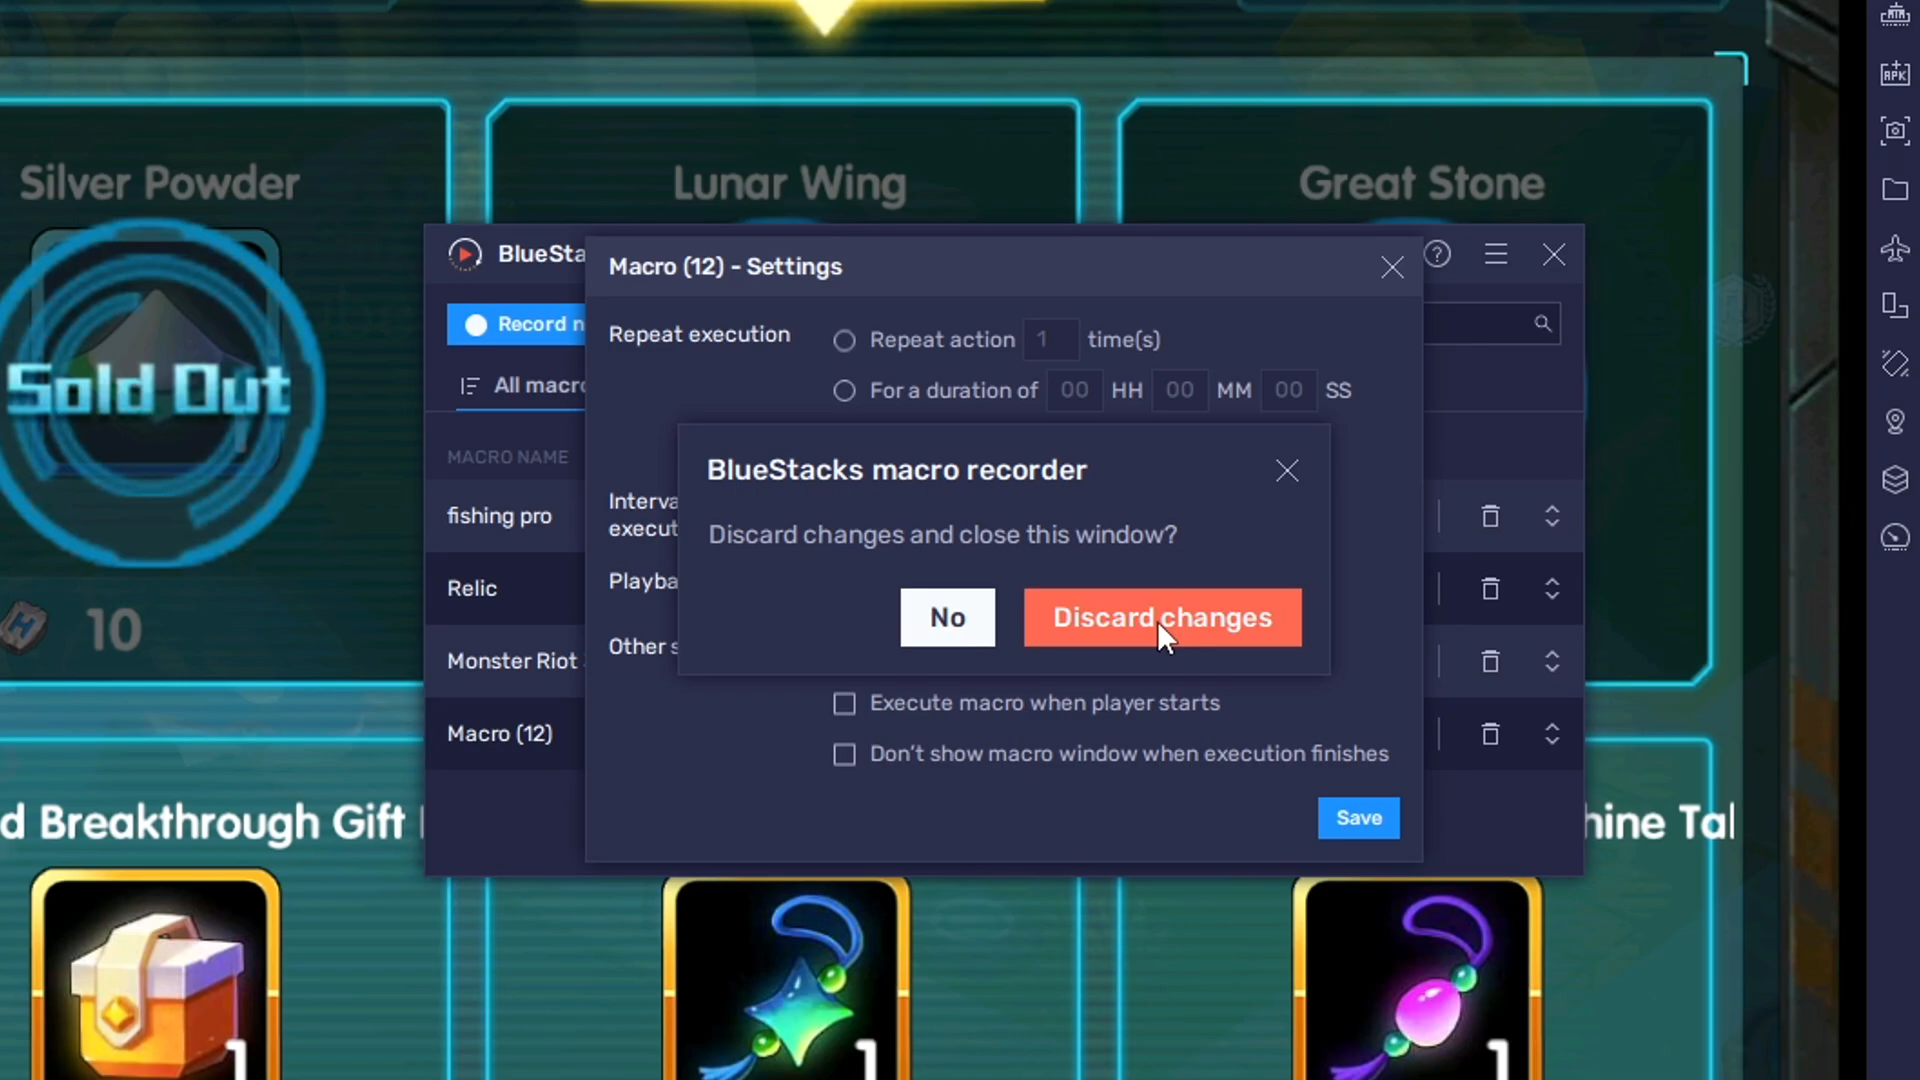 Silver Powder
Lunar Wing
Great Stone
APK
BlueSta
Macro (12) - Settings
Record n
Repeat execution
Repeat action 1 time(s)
All macro
For a duration of 00 HH 00 MM 00 SS
Sold Out
MACRO NAME
BlueStacks macro recorder
fishing pro
Interva
execut
Discard changes and close this window?
Relic
Playba
No
Discard changes
10
Other s
Monster Riot
Execute macro when player starts
Macro (12)
Don't show macro window when execution finishes
Save
d Breakthrough Gift
hine Tal
1
1
1